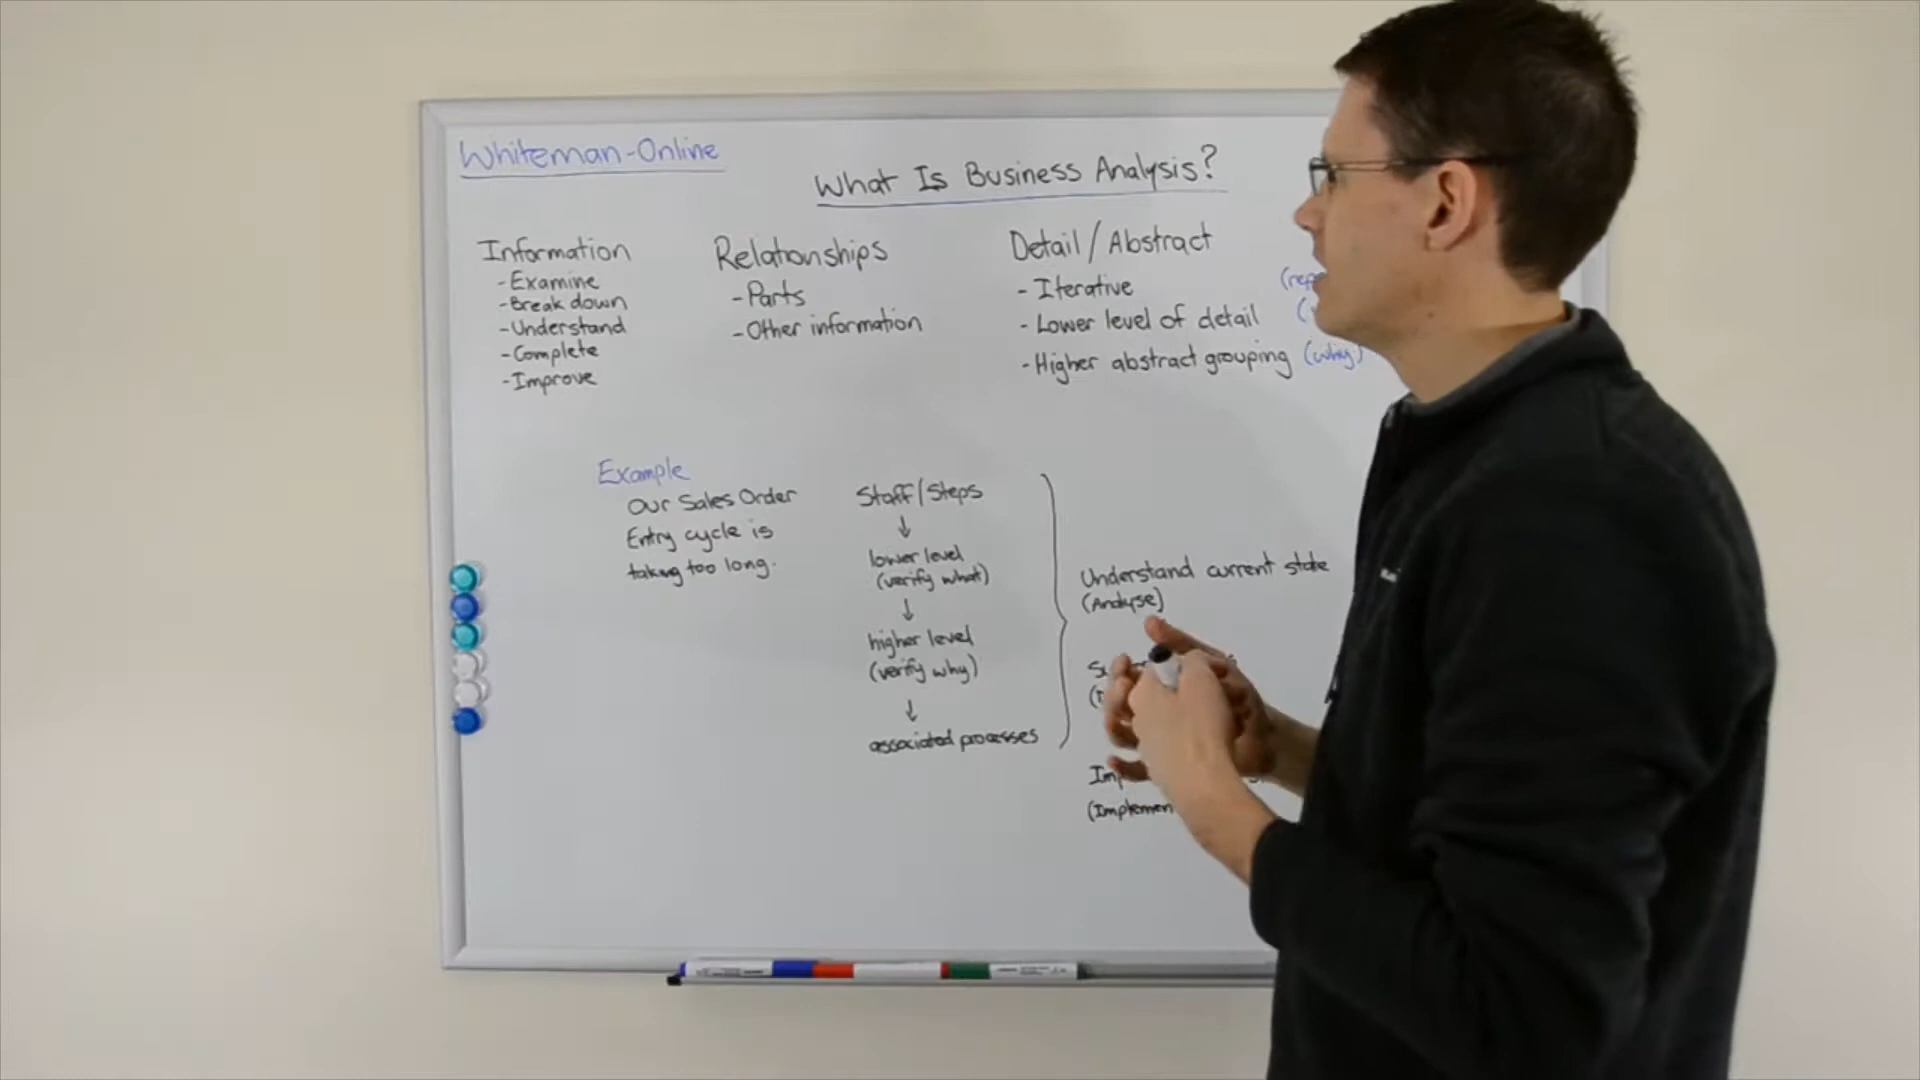 Whiteman-Online
What Is Business Analysis?
Information
-Examine
-Break down
-Understand
-Complete
-Improve
Relationships
-Parts
-Other information
Detail/Abstract
-Iterative
-Lower level of detail
-Higher abstract grouping (why)
Example
Our Sales Order
Entry cycle is
taking too long.
Staff/Steps
↓
lower level
(verify what)
↓
higher level
(verify why)
↓
associated processes
Understand current state
(Analyse)